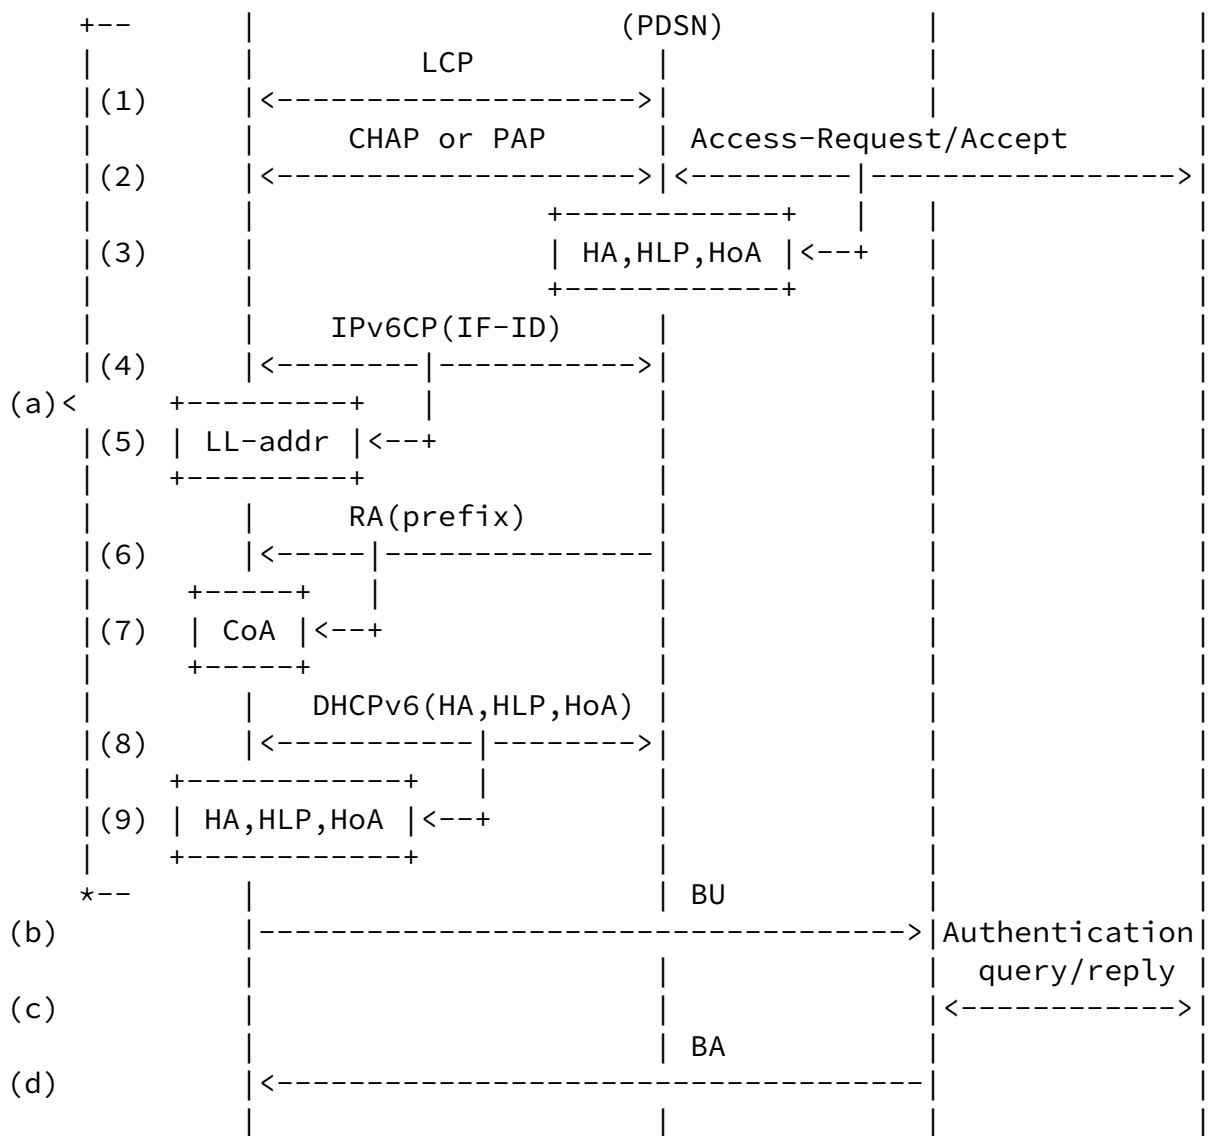 (PDSN)
LCP
(1)
CHAP or PAP Access-Request/Accept
(2)
(3) HA,HLP,HoA
IPv6CP(IF-ID)
(4)
(a)<
(5) LL-addr
RA(prefix)
(6)
(7) CoA
DHCPv6(HA,HLP,HoA)
(8)
(9) HA,HLP,HoA
BU
(b) Authentication
query/reply
(c)
BA
(d)